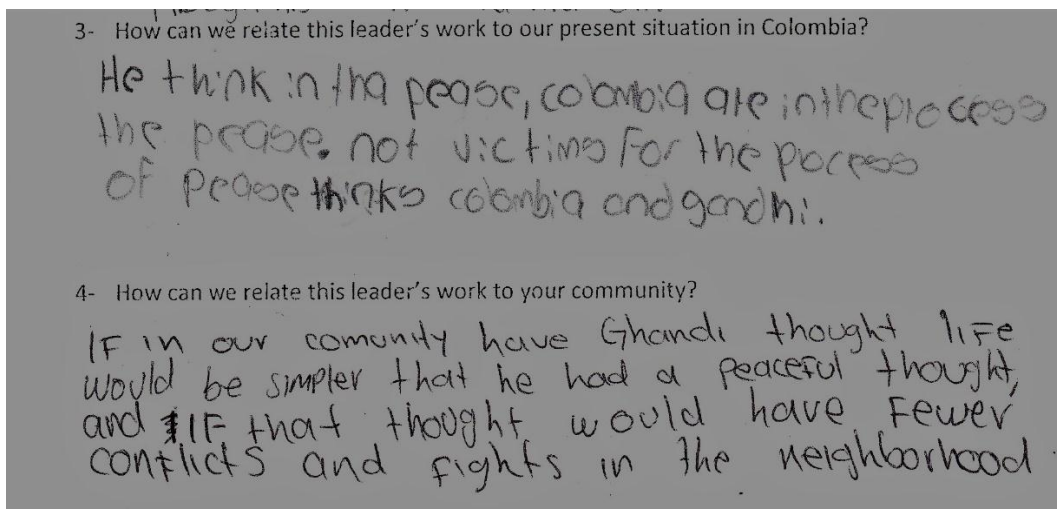 3- How can we relate this leader's work to our present situation in Colombia?
He think in tha pease, colombia are intheprocess
the pease. not victims for the process
of pease thinks colombia and gandhi.
4- How can we relate this leader's work to your community?
IF in our comunity have Ghandi thought life
would be simpler that he had a peaceful thought,
and IF that thought would have fewer
conflicts and fights in the neighborhood.